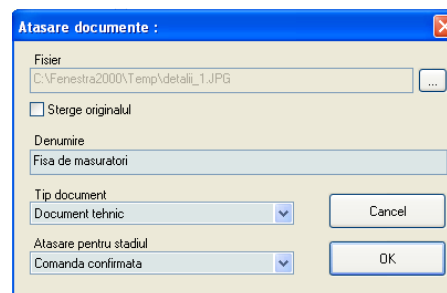 Atasare documente :
Fisier
C:\Fenestra2000\Temp\detalii_1.JPG
...
Sterge originalul
Denumire
Fisa de masuratori
Tip document
Document tehnic
Cancel
Atasare pentru stadiul
Comanda confirmata
OK